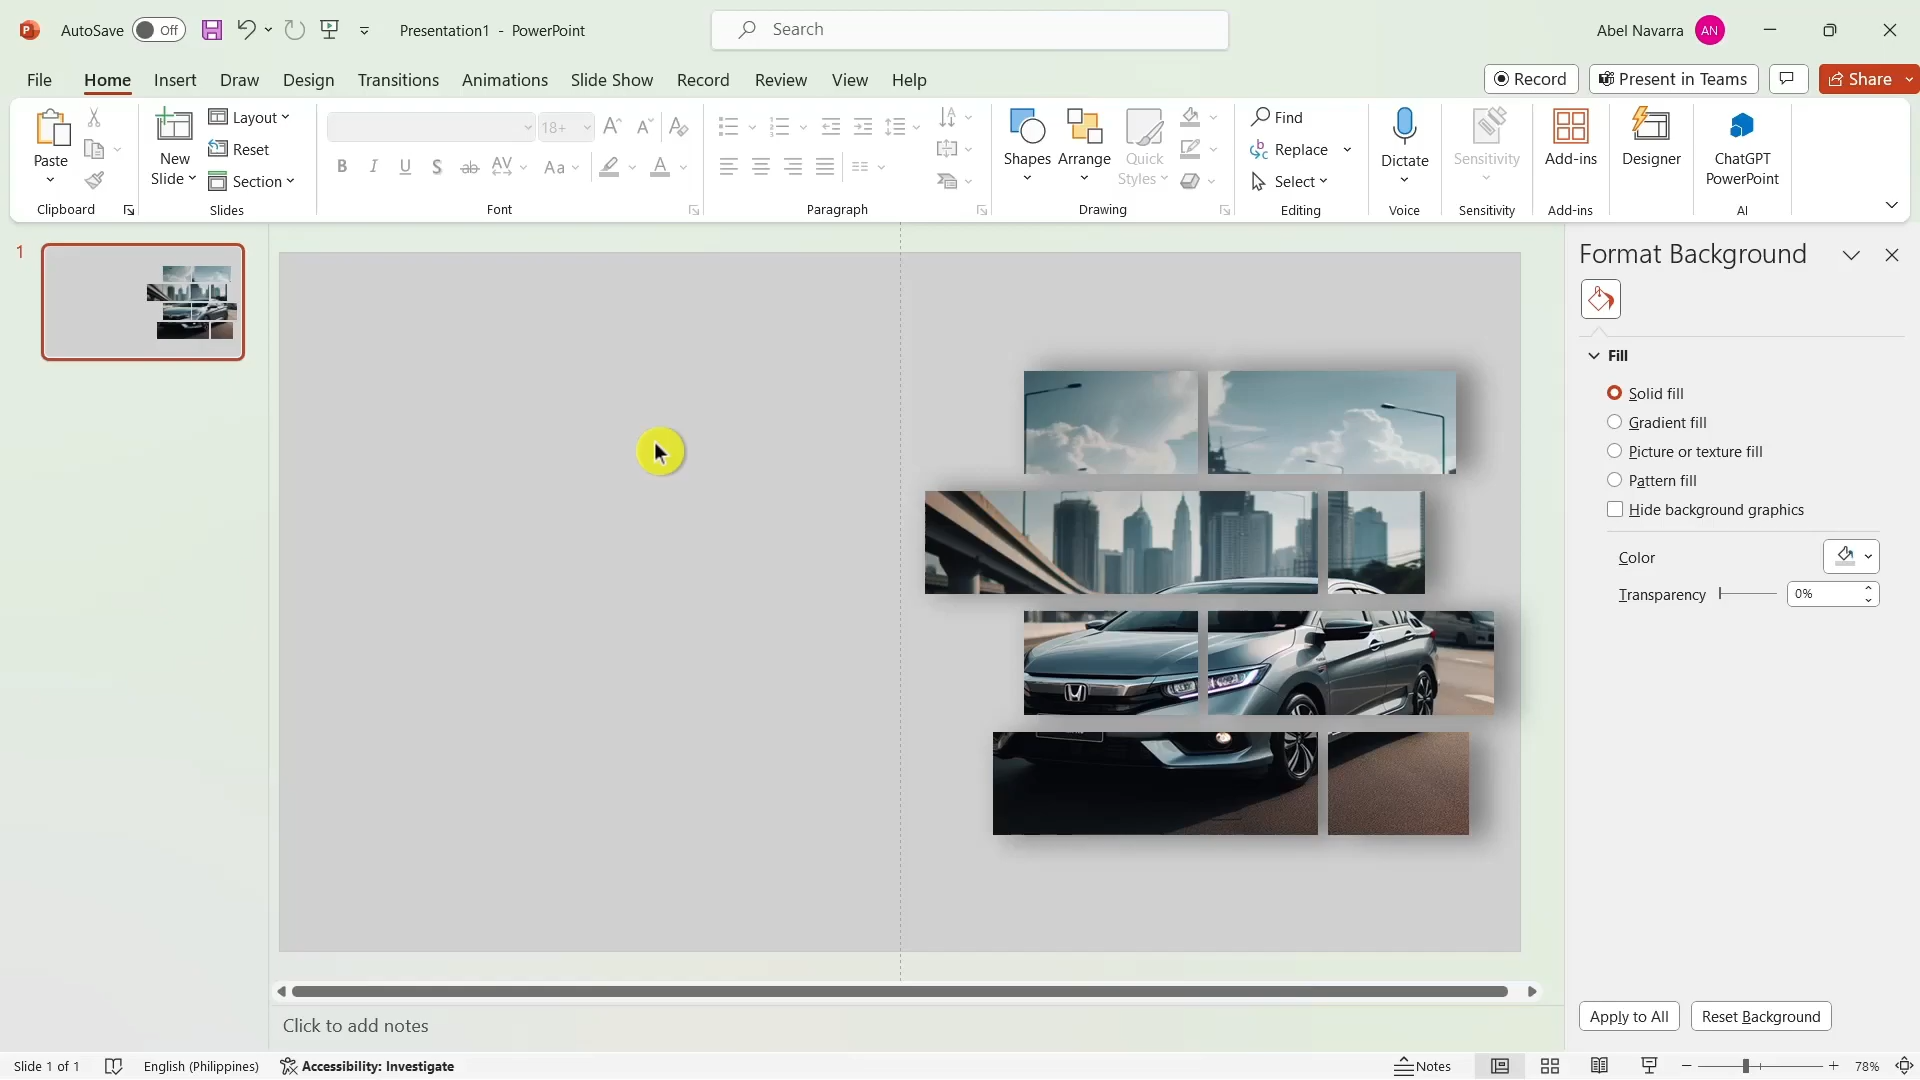 AutoSave Off Presentation1 - PowerPoint Search Abel Navarra AN
File Home Insert Draw Design Transitions Animations Slide Show Record Review View Help Record Present in Teams Share
Paste
Clipboard
New
Slide
Layout
Reset
Section
Slides
18+
B I U S ab AV Aa A
Font
Paragraph
Shapes Arrange Quick
Styles
Drawing
Find
Replace
Select
Editing
Dictate
Voice
Sensitivity
Sensitivity
Add-ins
Add-ins
Designer
ChatGPT
PowerPoint
AI
1
Format Background
Fill
Solid fill
Gradient fill
Picture or texture fill
Pattern fill
Hide background graphics
Color
Transparency 0%
Apply to All Reset Background
Click to add notes
Slide 1 of 1 English (Philippines) Accessibility: Investigate Notes 78%